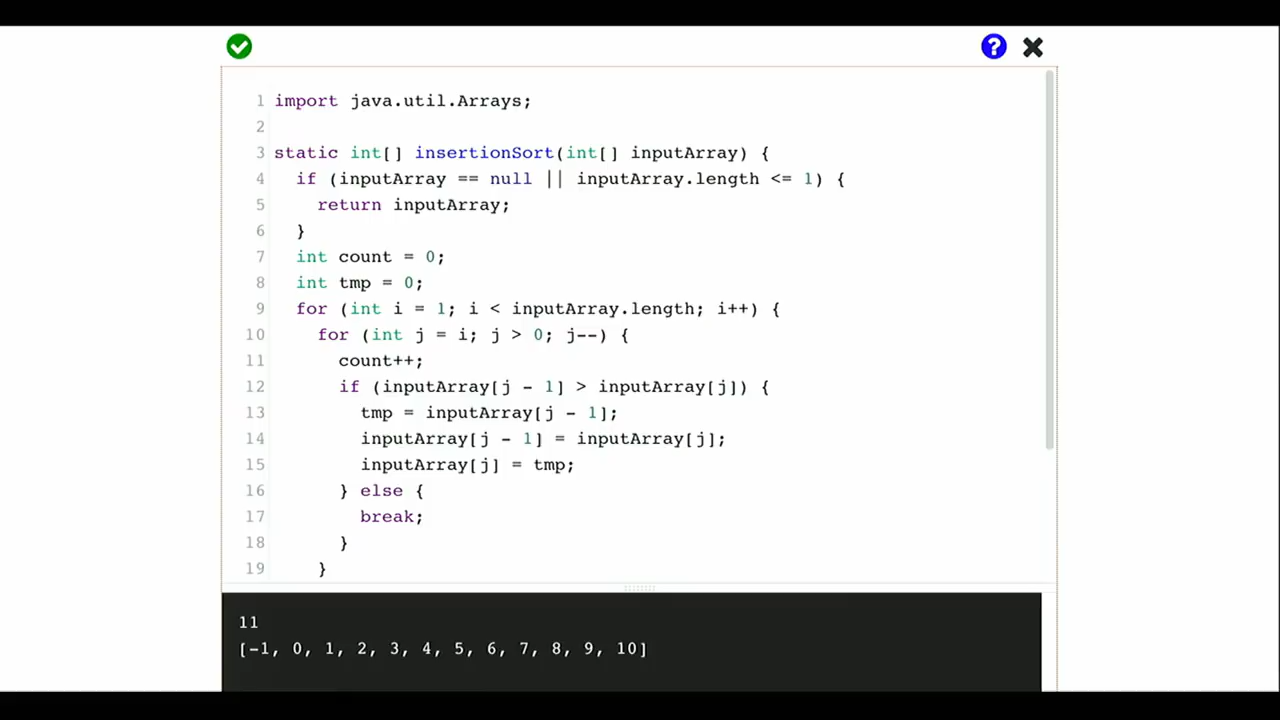 ?
1 import java.util.Arrays;
2
3 static int[] insertionSort(int[] inputArray) {
4   if (inputArray == null || inputArray.length <= 1) {
5     return inputArray;
6   }
7   int count = 0;
8   int tmp = 0;
9   for (int i = 1; i < inputArray.length; i++) {
10     for (int j = i; j > 0; j--) {
11       count++;
12       if (inputArray[j - 1] > inputArray[j]) {
13         tmp = inputArray[j - 1];
14         inputArray[j - 1] = inputArray[j];
15         inputArray[j] = tmp;
16       } else {
17         break;
18       }
19     }
11
[-1, 0, 1, 2, 3, 4, 5, 6, 7, 8, 9, 10]